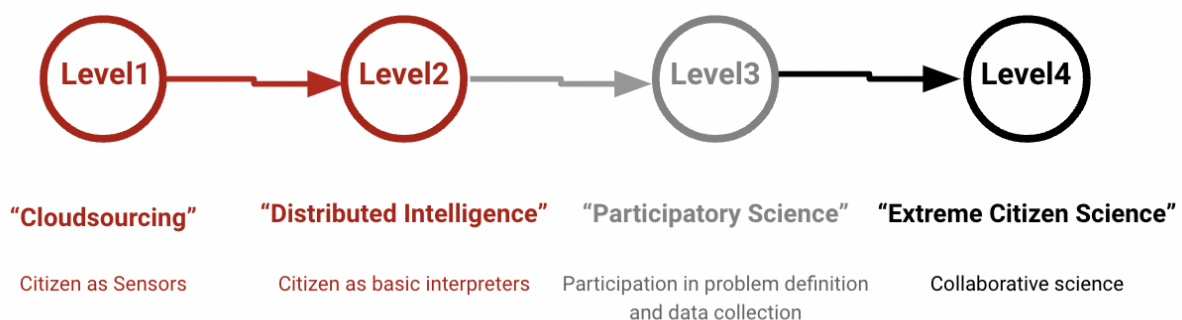 Level1
Level2
Level3
Level4
“Cloudsourcing”
“Distributed Intelligence”
“Participatory Science”
“Extreme Citizen Science”
Citizen as Sensors
Citizen as basic interpreters
Participation in problem definition
and data collection
Collaborative science